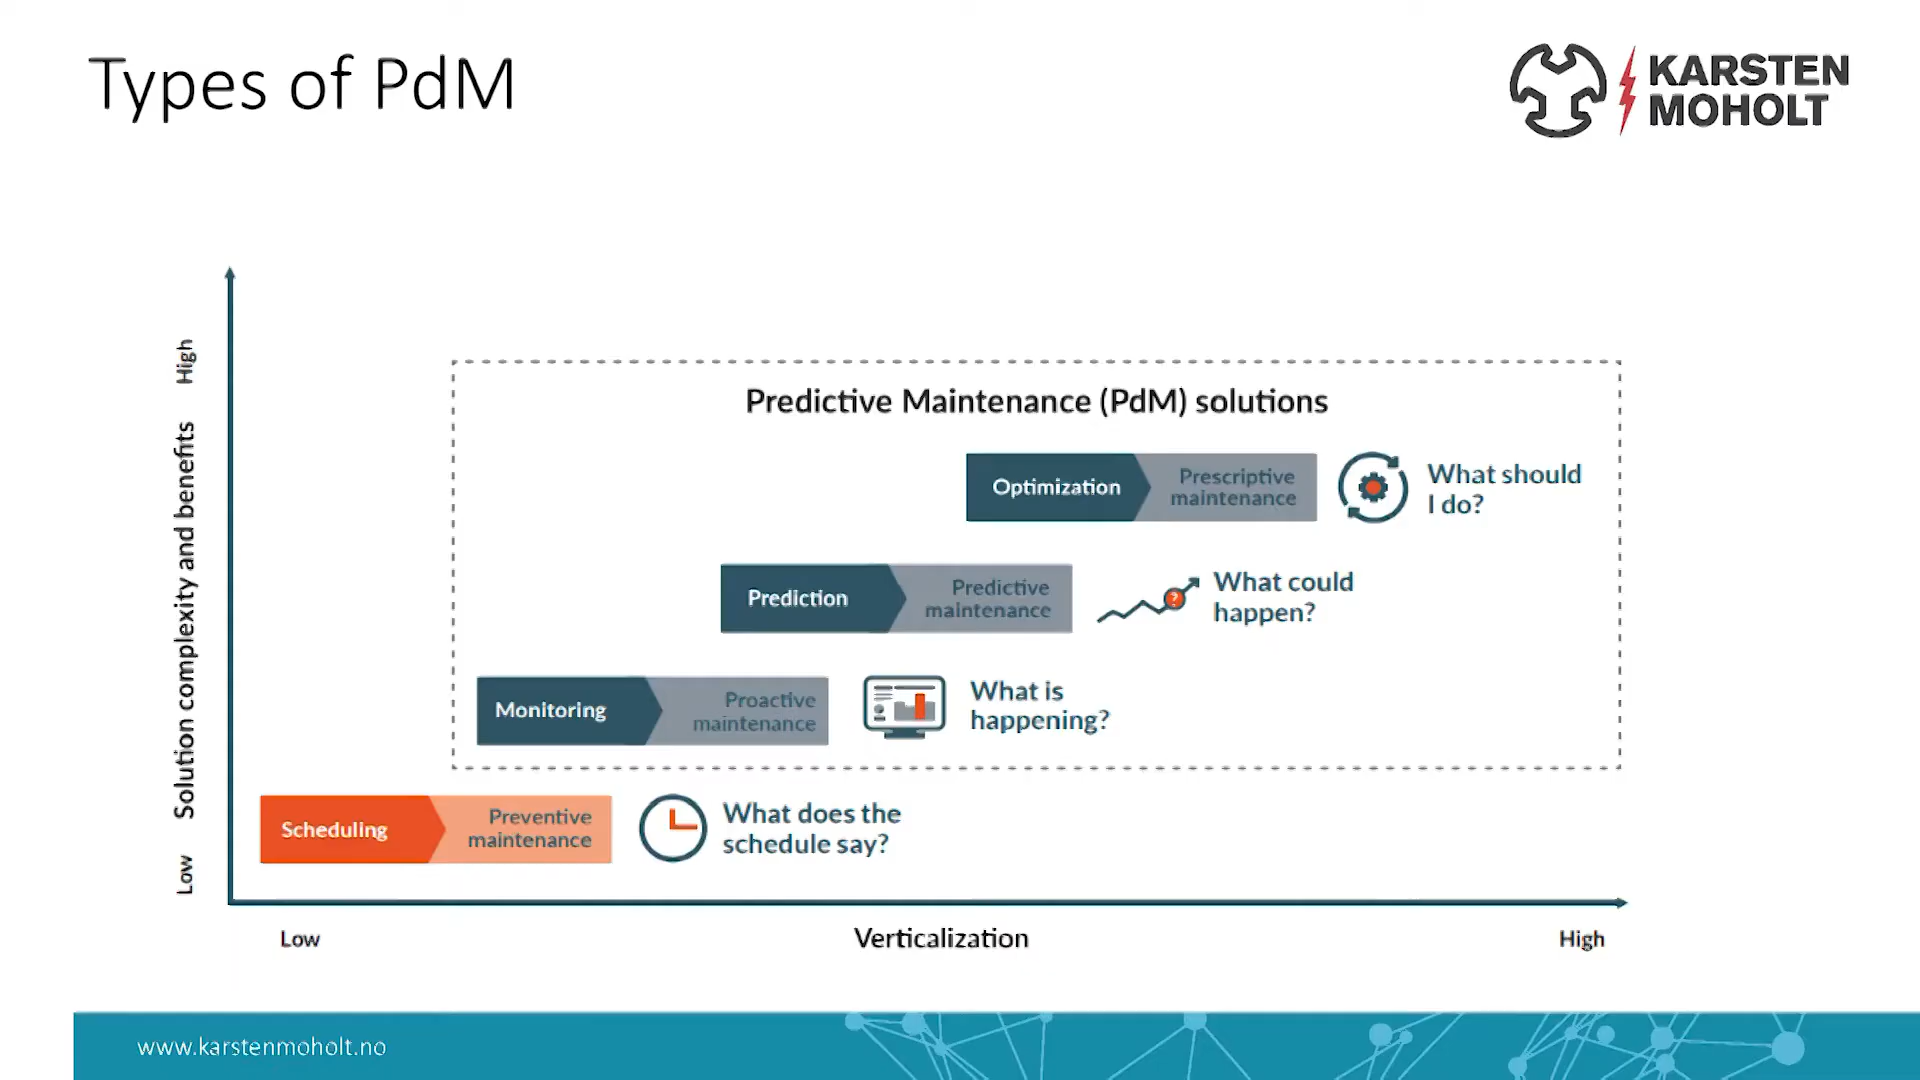 Types of PdM
KARSTEN
MOHOLT
High
Solution complexity and benefits
Low
Predictive Maintenance (PdM) solutions
Optimization
Prescriptive
maintenance
What should
I do?
Prediction
Predictive
maintenance
?
What could
happen?
Monitoring
Proactive
maintenance
What is
happening?
Scheduling
Preventive
maintenance
What does the
schedule say?
Low
Verticalization
High
www.karstenmoholt.no